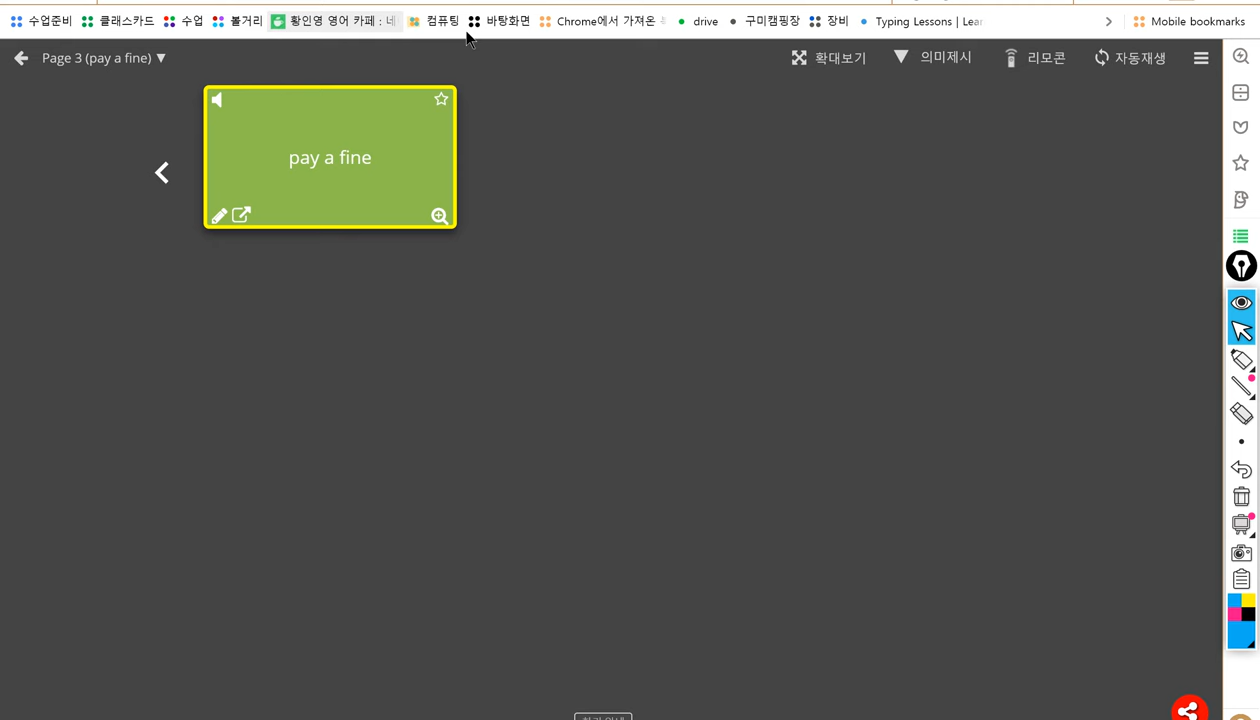 수업준비 클래스카드 수업 볼거리 황인영 영어 카페 : 네 컴퓨팅 바탕화면 Chrome에서 가져온 drive 구미캠핑장 장비 Typing Lessons | Lear Mobile bookmarks
Page 3 (pay a fine) ▼ 확대보기 의미제시 리모콘 자동재생
pay a fine